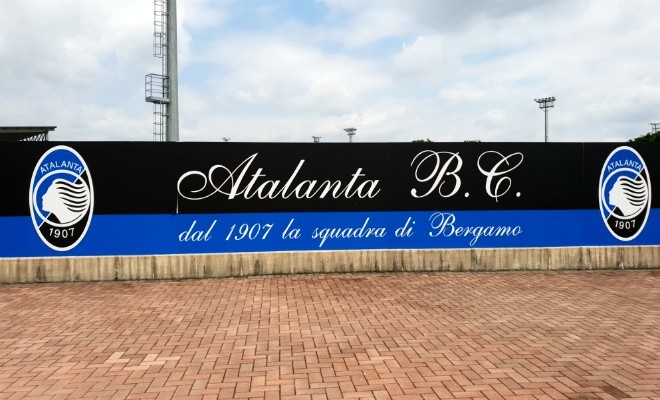 ATALANTA
1907
Atalanta B.C.
dal 1907 la squadra di Bergamo
ATALANTA
1907